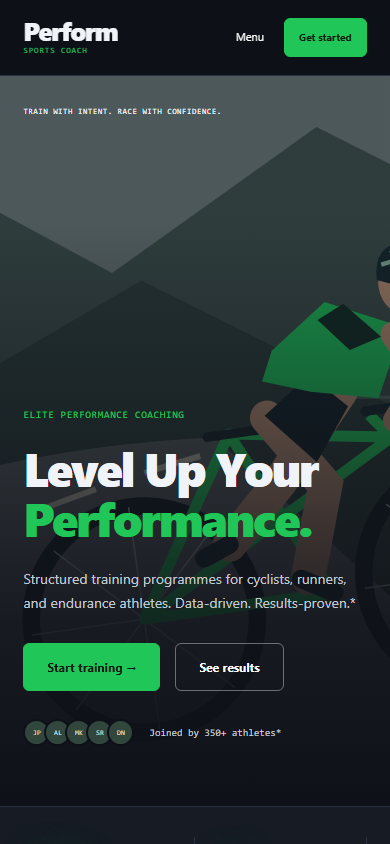 Perform
SPORTS COACH
Menu
Get started
TRAIN WITH INTENT. RACE WITH CONFIDENCE.
ELITE PERFORMANCE COACHING
Level Up Your
Performance.
Structured training programmes for cyclists, runners,
and endurance athletes. Data-driven. Results-proven.*
Start training →
See results
JP AL MK SR DN
Joined by 350+ athletes*